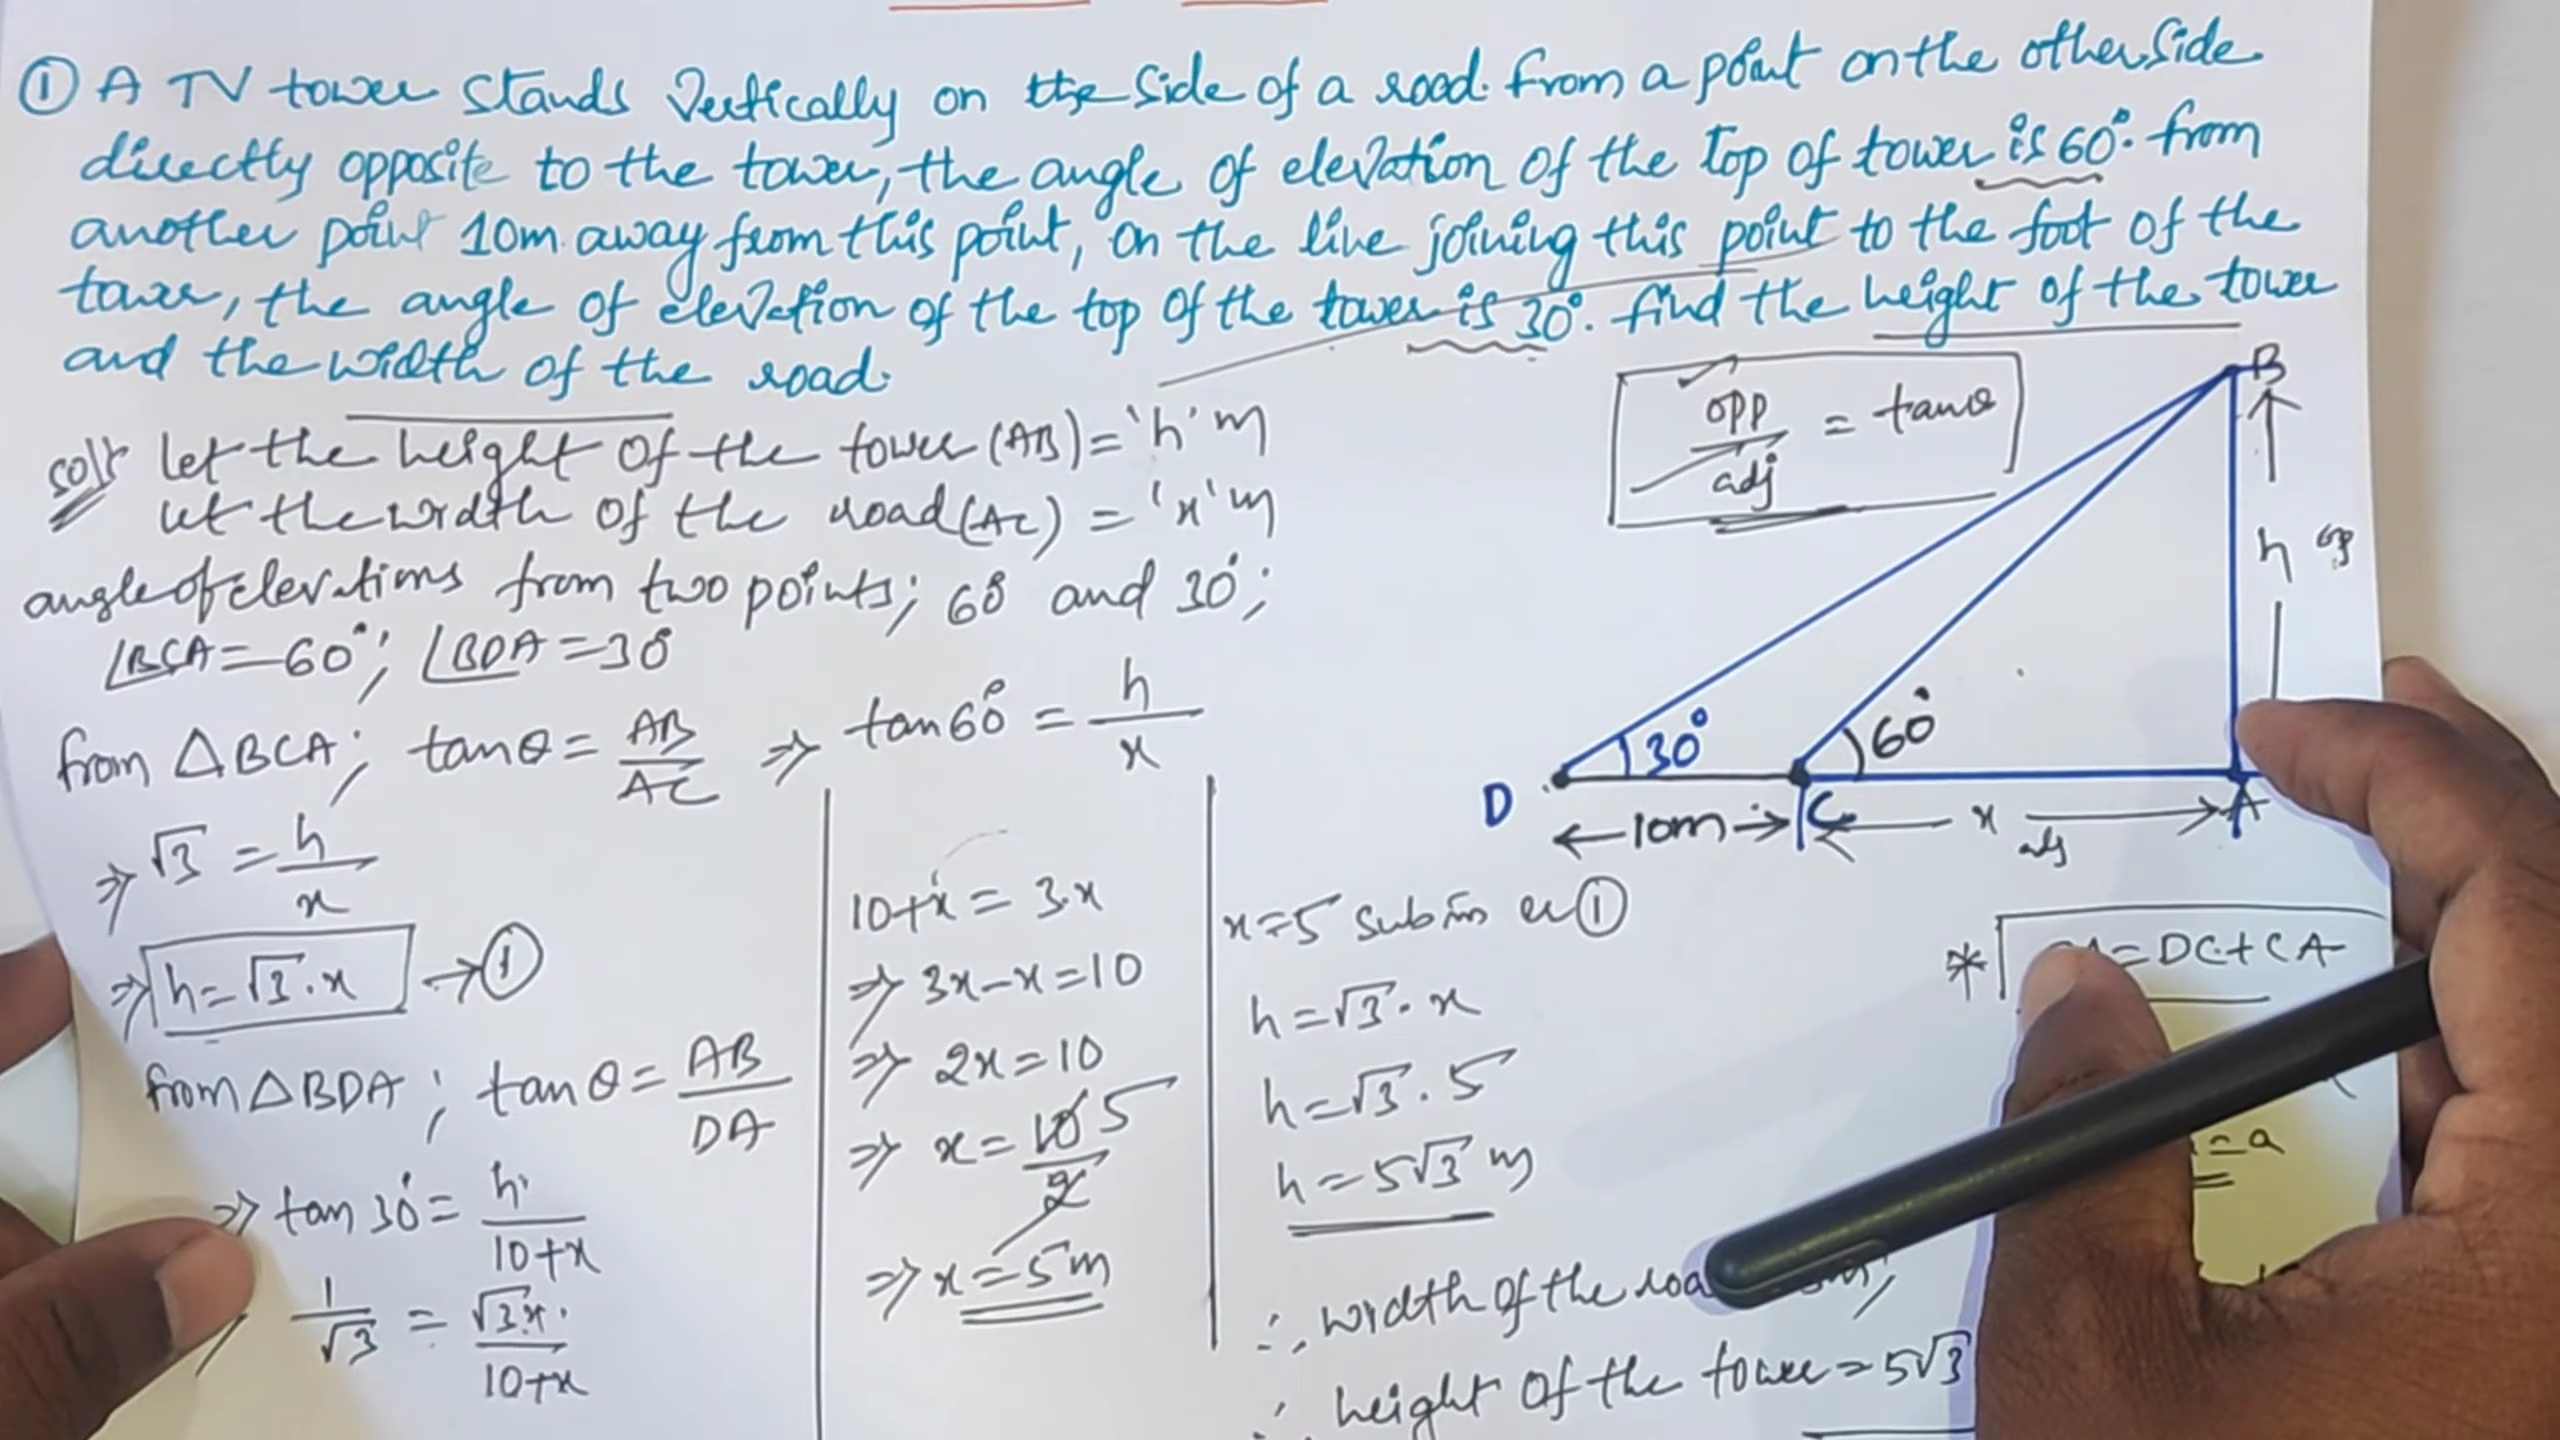 ① A TV tower stands vertically on the side of a road. from a point on the other side
directly opposite to the tower, the angle of elevation of the top of tower is 60°. from
another point 10m away from this point, on the line joining this point to the foot of the
tower, the angle of elevation of the top of the tower is 30°. find the height of the tower
and the width of the road.
opp/adj = tanθ
Sol: let the height of the tower (AB) = 'h' m
let the width of the road (AC) = 'x' m
angle of elevations from two points; 60° and 30°;
∠BCA = 60°; ∠BDA = 30°
from △BCA; tanθ = AB/AC ⇒ tan60° = h/x
⇒ √3 = h/x
⇒ h = √3.x → ①
from △BDA; tanθ = AB/DA
⇒ tan30° = h/(10+x)
1/√3 = √3x/(10+x)
10+x = 3x
⇒ 3x-x = 10
⇒ 2x = 10
⇒ x = 10/2 5
⇒ x = 5m
B
h
30°
60°
D
C
A
10m
x
adj
x=5 sub in ①
h = √3.x
h = √3.5
h = 5√3 m
* = DC + CA
= a
∴ width of the
∴ height of the tower = 5√3